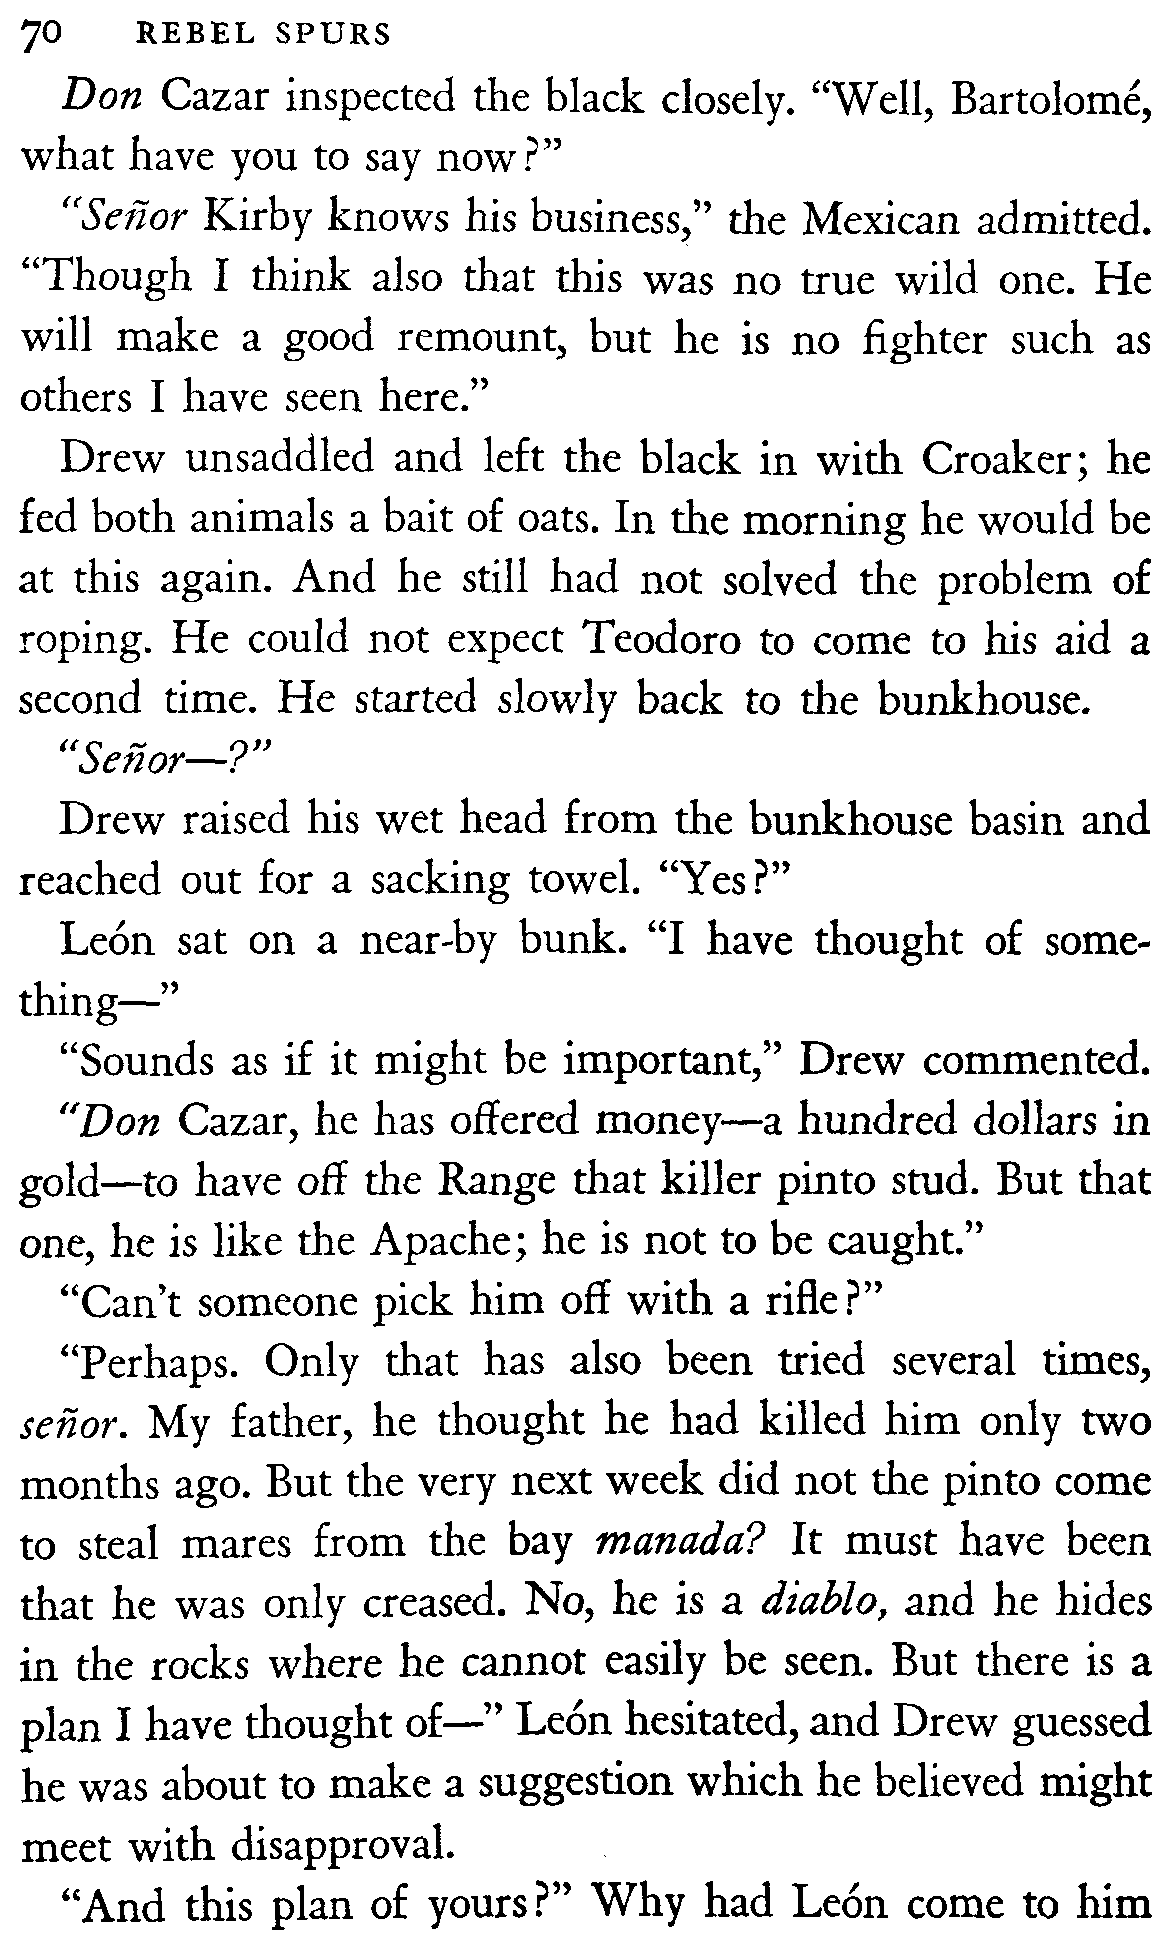 70 REBEL SPURS
Don Cazar inspected the black closely. “Well, Bartolomé,
what have you to say now?”
“Señor Kirby knows his business,” the Mexican admitted.
“Though I think also that this was no true wild one. He
will make a good remount, but he is no fighter such as
others I have seen here.”
Drew unsaddled and left the black in with Croaker; he
fed both animals a bait of oats. In the morning he would be
at this again. And he still had not solved the problem of
roping. He could not expect Teodoro to come to his aid a
second time. He started slowly back to the bunkhouse.
“Señor—?”
Drew raised his wet head from the bunkhouse basin and
reached out for a sacking towel. “Yes?”
León sat on a near-by bunk. “I have thought of some-
thing—”
“Sounds as if it might be important,” Drew commented.
“Don Cazar, he has offered money—a hundred dollars in
gold—to have off the Range that killer pinto stud. But that
one, he is like the Apache; he is not to be caught.”
“Can’t someone pick him off with a rifle?”
“Perhaps. Only that has also been tried several times,
señor. My father, he thought he had killed him only two
months ago. But the very next week did not the pinto come
to steal mares from the bay manada? It must have been
that he was only creased. No, he is a diablo, and he hides
in the rocks where he cannot easily be seen. But there is a
plan I have thought of—” León hesitated, and Drew guessed
he was about to make a suggestion which he believed might
meet with disapproval.
“And this plan of yours?” Why had León come to him